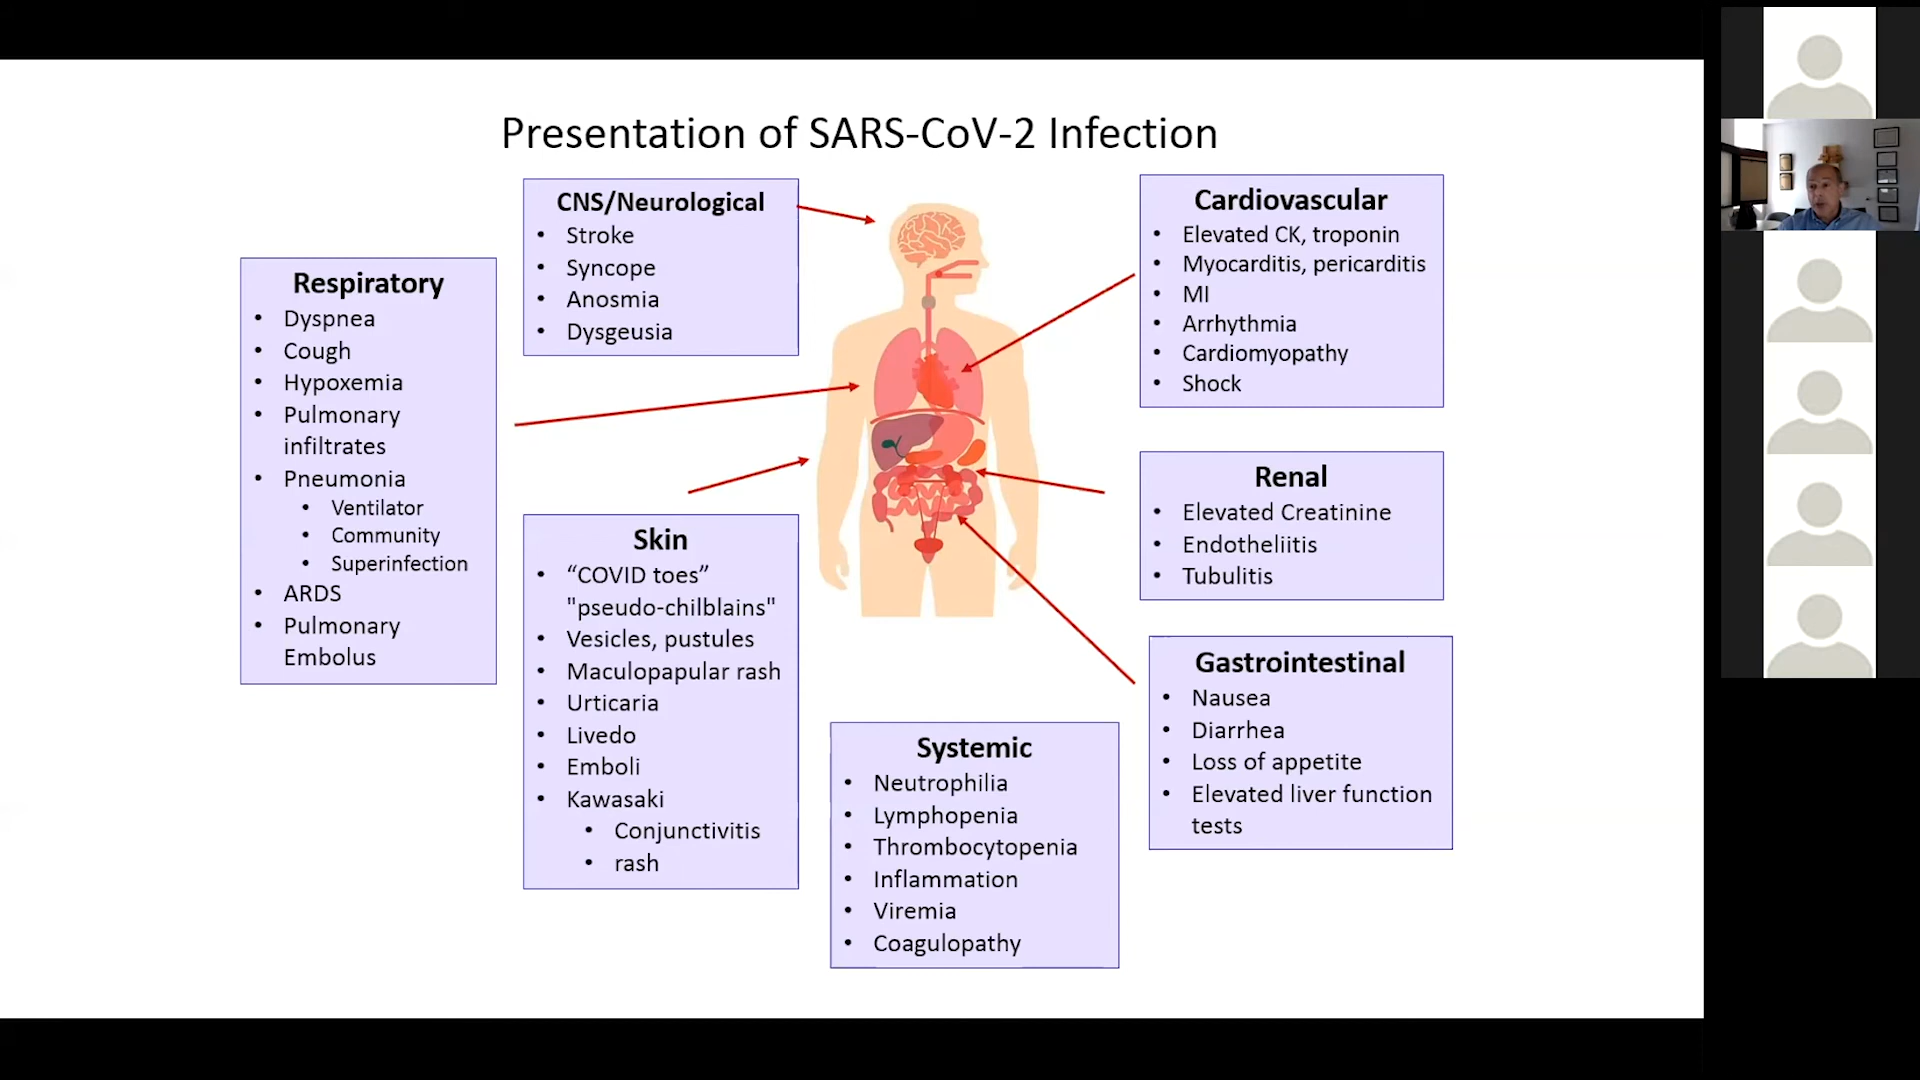 Presentation of SARS-CoV-2 Infection
CNS/Neurological
• Stroke
• Syncope
• Anosmia
• Dysgeusia
Respiratory
• Dyspnea
• Cough
• Hypoxemia
• Pulmonary
infiltrates
• Pneumonia
• Ventilator
• Community
• Superinfection
• ARDS
• Pulmonary
Embolus
Skin
• “COVID toes”
"pseudo-chilblains"
• Vesicles, pustules
• Maculopapular rash
• Urticaria
• Livedo
• Emboli
• Kawasaki
• Conjunctivitis
• rash
Systemic
• Neutrophilia
• Lymphopenia
• Thrombocytopenia
• Inflammation
• Viremia
• Coagulopathy
Cardiovascular
• Elevated CK, troponin
• Myocarditis, pericarditis
• MI
• Arrhythmia
• Cardiomyopathy
• Shock
Renal
• Elevated Creatinine
• Endotheliitis
• Tubulitis
Gastrointestinal
• Nausea
• Diarrhea
• Loss of appetite
• Elevated liver function
tests